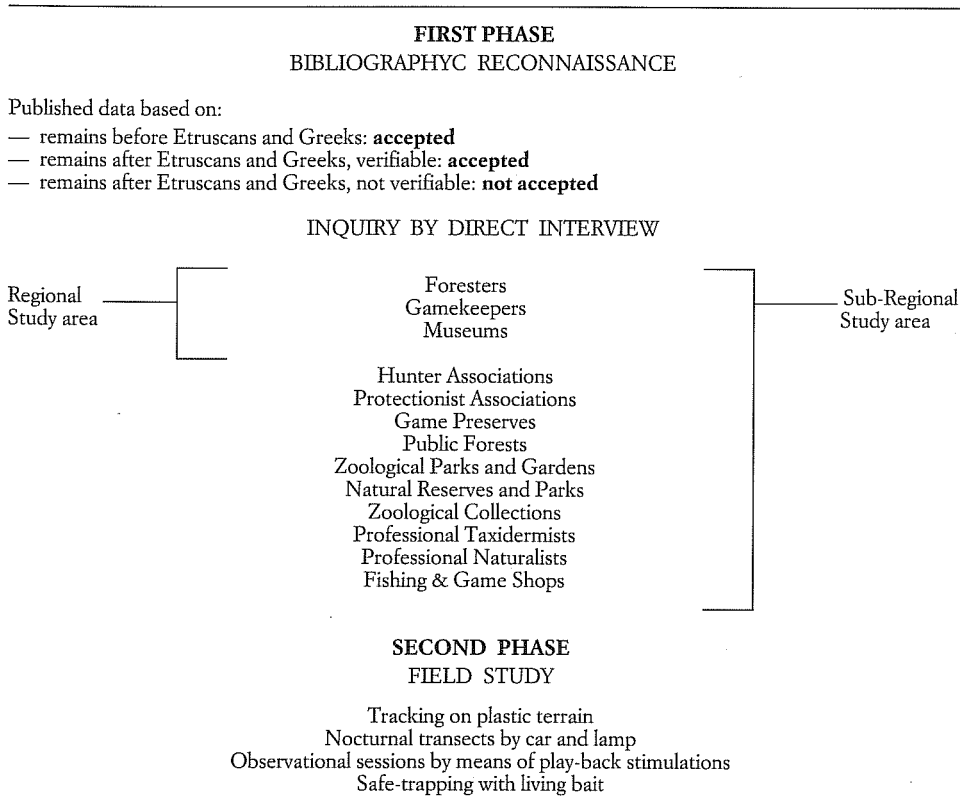 FIRST PHASE
BIBLIOGRAPHYC RECONNAISSANCE
Published data based on:
— remains before Etruscans and Greeks: accepted
— remains after Etruscans and Greeks, verifiable: accepted
— remains after Etruscans and Greeks, not verifiable: not accepted
INQUIRY BY DIRECT INTERVIEW
Regional
Study area
Foresters
Gamekeepers
Museums
Sub-Regional
Study area
Hunter Associations
Protectionist Associations
Game Preserves
Public Forests
Zoological Parks and Gardens
Natural Reserves and Parks
Zoological Collections
Professional Taxidermists
Professional Naturalists
Fishing & Game Shops
SECOND PHASE
FIELD STUDY
Tracking on plastic terrain
Nocturnal transects by car and lamp
Observational sessions by means of play-back stimulations
Safe-trapping with living bait